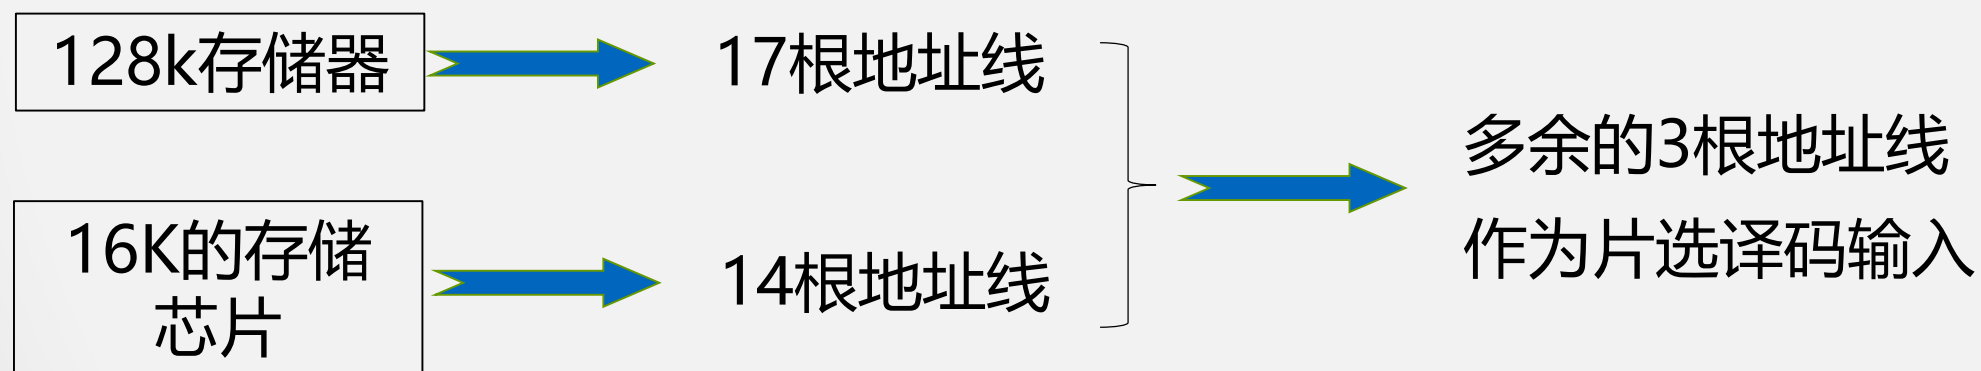 128k存储器
17根地址线
16K的存储
芯片
14根地址线
多余的3根地址线
作为片选译码输入